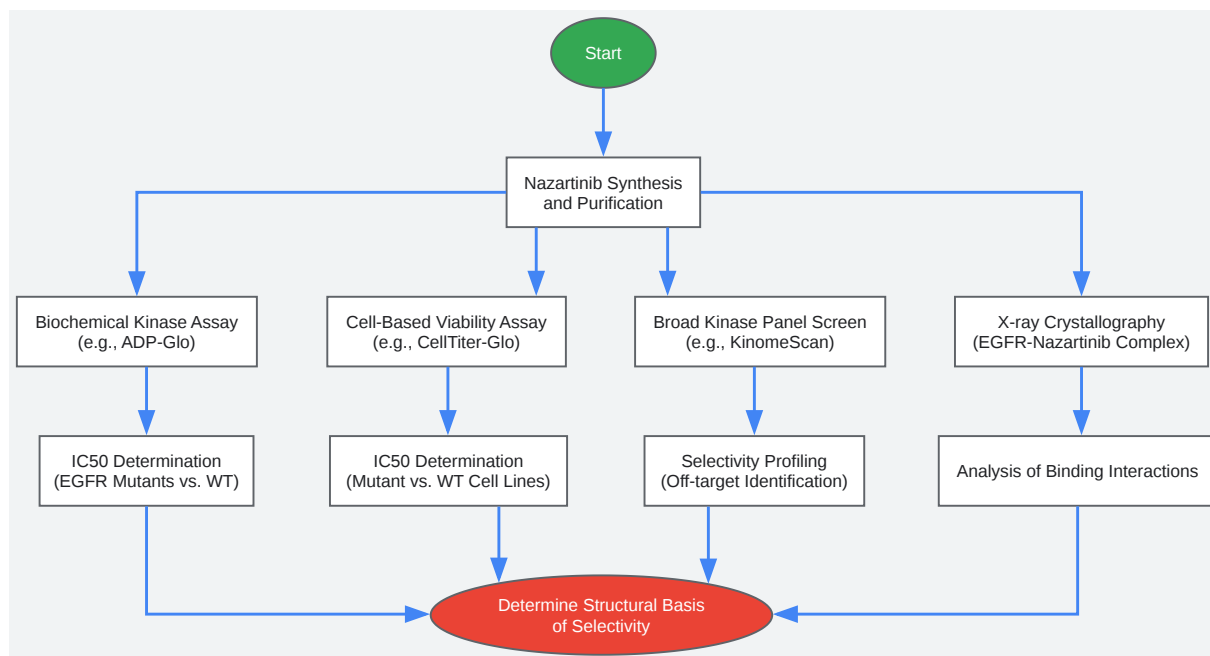 Start
Nazartinib Synthesis
and Purification
Biochemical Kinase Assay
(e.g., ADP-Glo)
Cell-Based Viability Assay
(e.g., CellTiter-Glo)
Broad Kinase Panel Screen
(e.g., KinomeScan)
X-ray Crystallography
(EGFR-Nazartinib Complex)
IC50 Determination
(EGFR Mutants vs. WT)
IC50 Determination
(Mutant vs. WT Cell Lines)
Selectivity Profiling
(Off-target Identification)
Analysis of Binding Interactions
Determine Structural Basis
of Selectivity